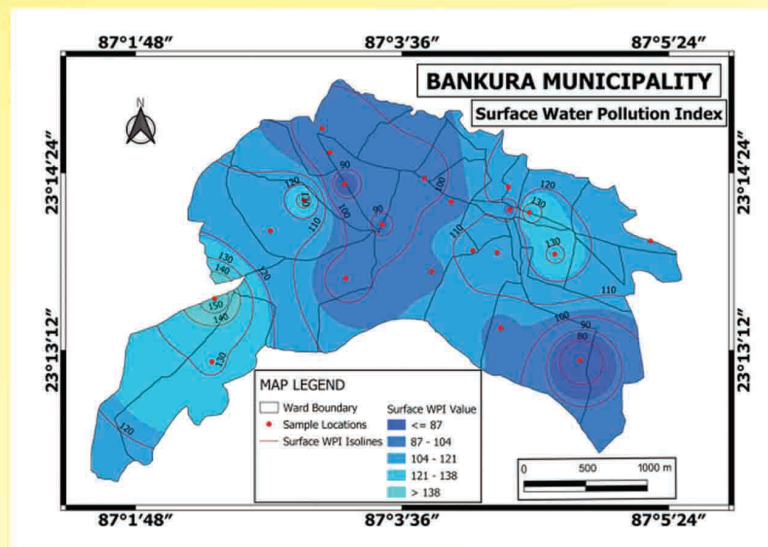 87°1'48" 87°3'36" 87°5'24"
BANKURA MUNICIPALITY
Surface Water Pollution Index
N
23°14'24" 23°14'24"
23°13'12" 23°13'12"
90
100
120
130
90
100
110
110
120
130
130
110
130
140
120
150
140
130
120
100
90
80
110
MAP LEGEND
Ward Boundary
Sample Locations
Surface WPI Isolines
Surface WPI Value
<= 87
87 - 104
104 - 121
121 - 138
> 138
0 500 1000 m
87°1'48" 87°3'36" 87°5'24"